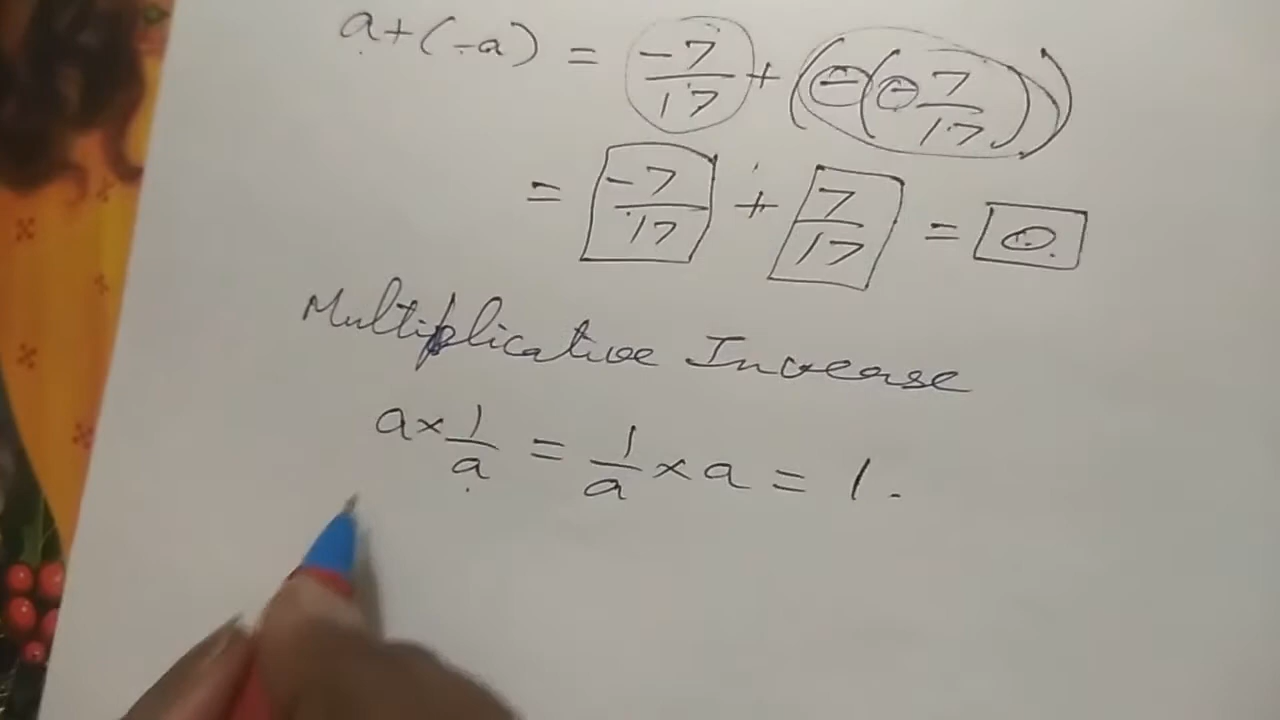 a + (-a) = -7/17 + (-(-7/17))
= -7/17 + 7/17 = 0.
Multiplicative Inverse
a × 1/a = 1/a × a = 1.